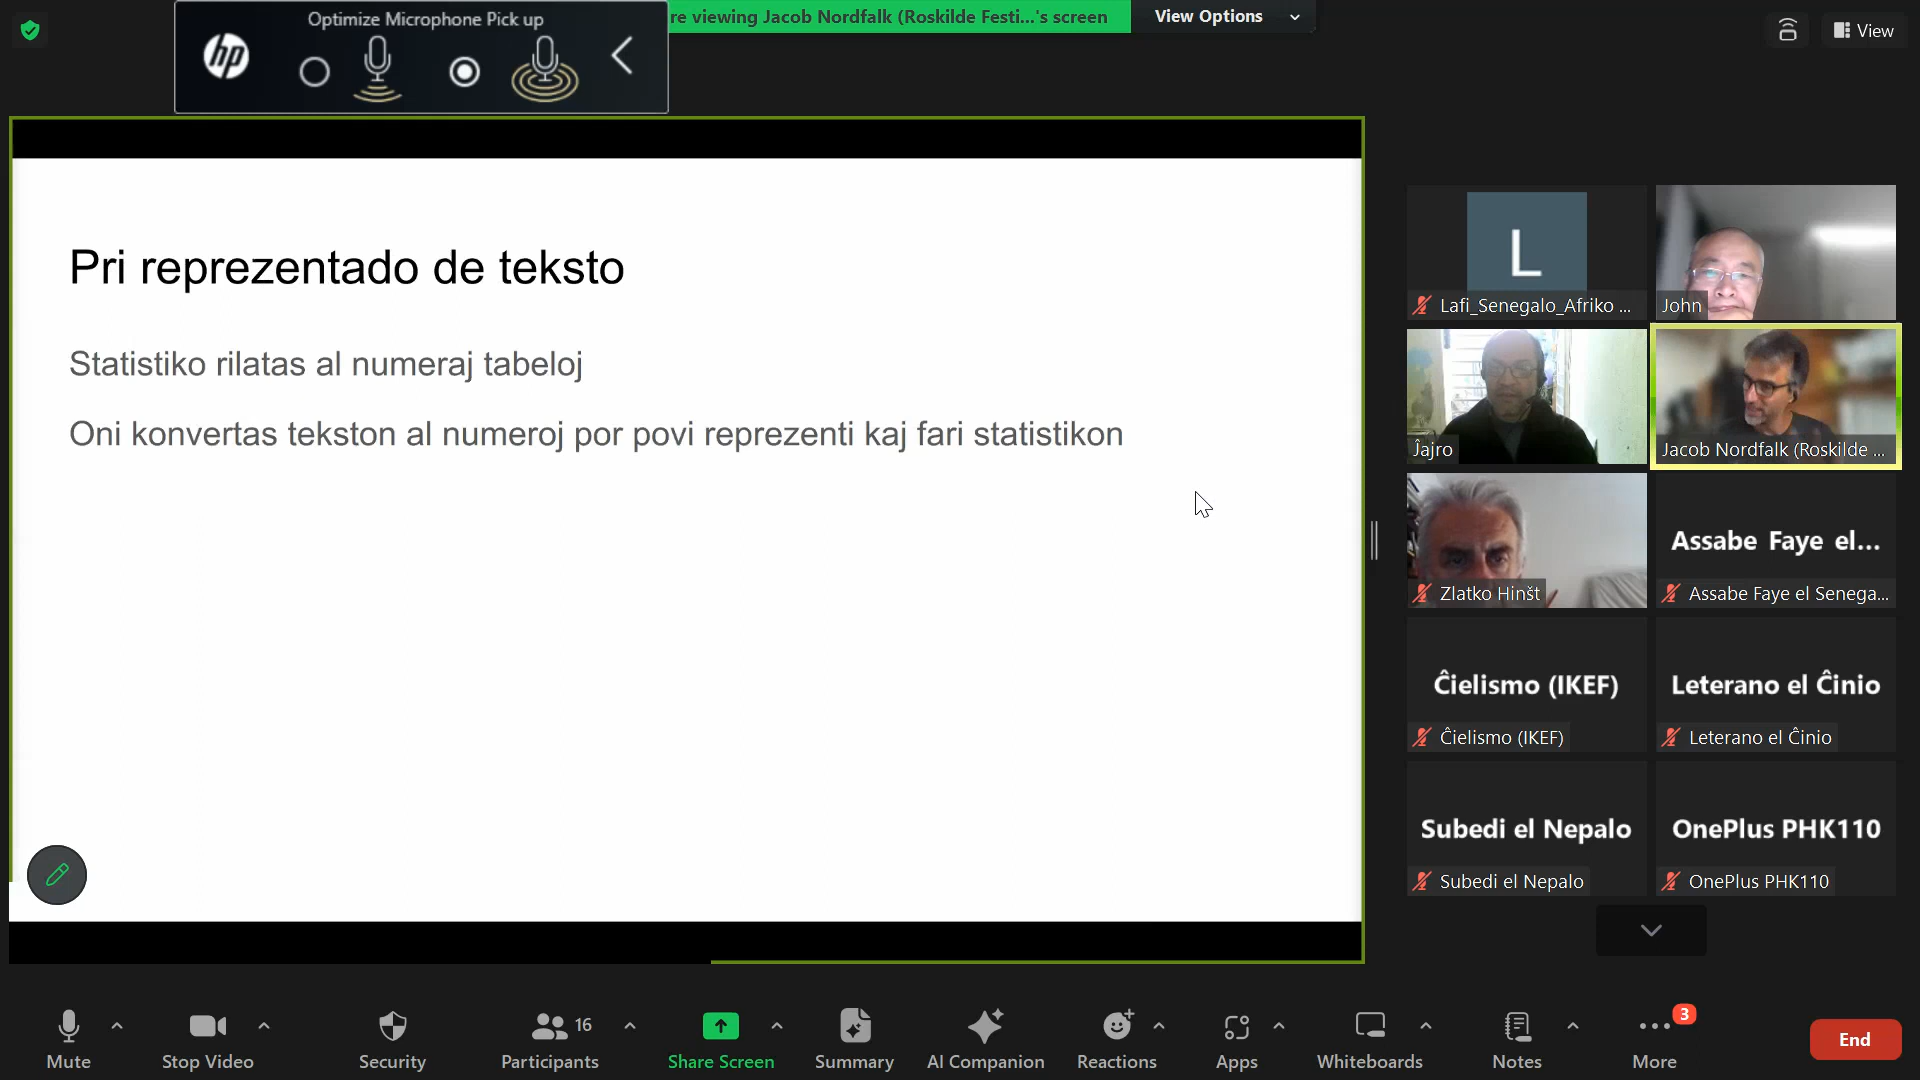 Optimize Microphone Pick up
hp
re viewing Jacob Nordfalk (Roskilde Festi...'s screen
View Options
View
Pri reprezentado de teksto
Statistiko rilatas al numeraj tabeloj
Oni konvertas tekston al numeroj por povi reprezenti kaj fari statistikon
L
Lafi_Senegalo_Afriko ...
John
Ĵajro
Jacob Nordfalk (Roskilde ...
Zlatko Hinšt
Assabe Faye el...
Assabe Faye el Senega...
Ĉielismo (IKEF)
Ĉielismo (IKEF)
Leterano el Ĉinio
Leterano el Ĉinio
Subedi el Nepalo
Subedi el Nepalo
OnePlus PHK110
OnePlus PHK110
Mute
Stop Video
Security
16
Participants
Share Screen
Summary
AI Companion
Reactions
Apps
Whiteboards
Notes
3
More
End